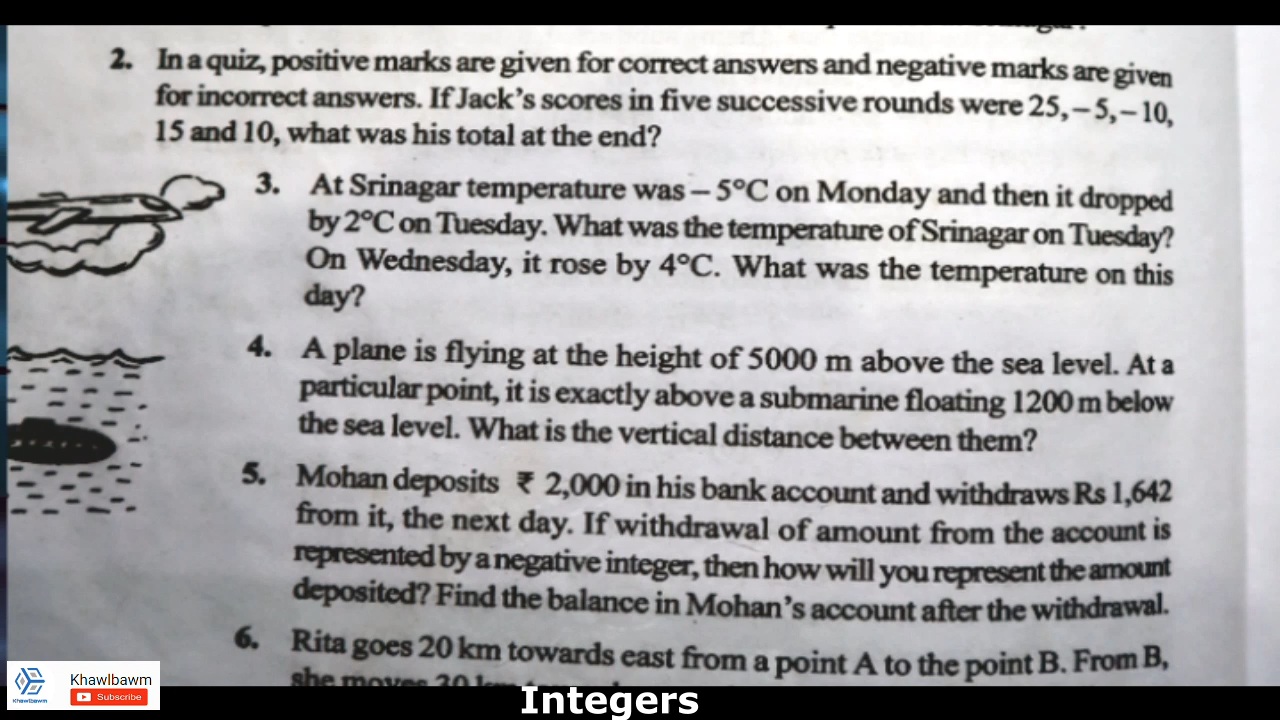 2. In a quiz, positive marks are given for correct answers and negative marks are given
for incorrect answers. If Jack's scores in five successive rounds were 25, – 5, – 10,
15 and 10, what was his total at the end?
3. At Srinagar temperature was – 5°C on Monday and then it dropped
by 2°C on Tuesday. What was the temperature of Srinagar on Tuesday?
On Wednesday, it rose by 4°C. What was the temperature on this
day?
4. A plane is flying at the height of 5000 m above the sea level. At a
particular point, it is exactly above a submarine floating 1200 m below
the sea level. What is the vertical distance between them?
5. Mohan deposits ₹ 2,000 in his bank account and withdraws Rs 1,642
from it, the next day. If withdrawal of amount from the account is
represented by a negative integer, then how will you represent the amount
deposited? Find the balance in Mohan's account after the withdrawal.
6. Rita goes 20 km towards east from a point A to the point B. From B,
she moves 30
Khawlbawm
Subscribe
Khawlbawm
Integers